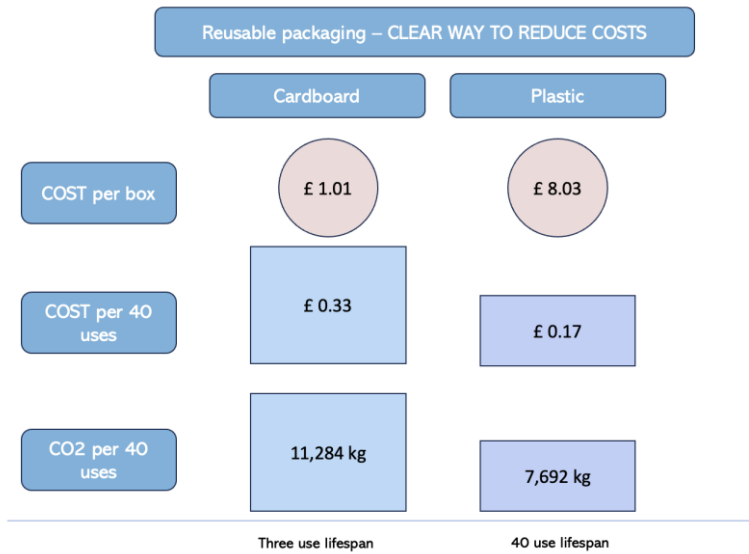 Reusable packaging – CLEAR WAY TO REDUCE COSTS
Cardboard
Plastic
COST per box
£ 1.01
£ 8.03
COST per 40
uses
£ 0.33
£ 0.17
CO2 per 40
uses
11,284 kg
7,692 kg
Three use lifespan
40 use lifespan